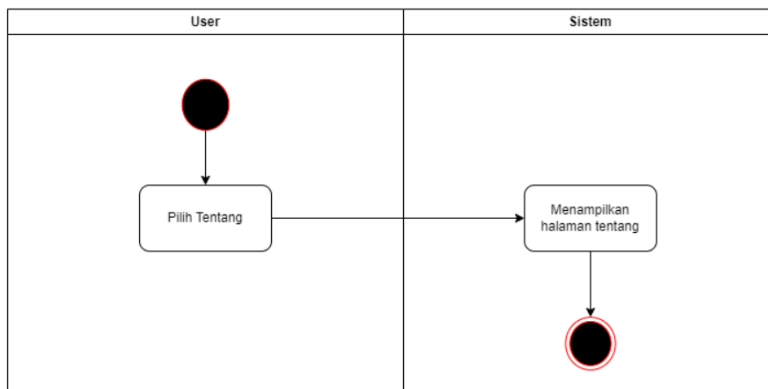 User
Sistem
Pilih Tentang
Menampilkan
halaman tentang